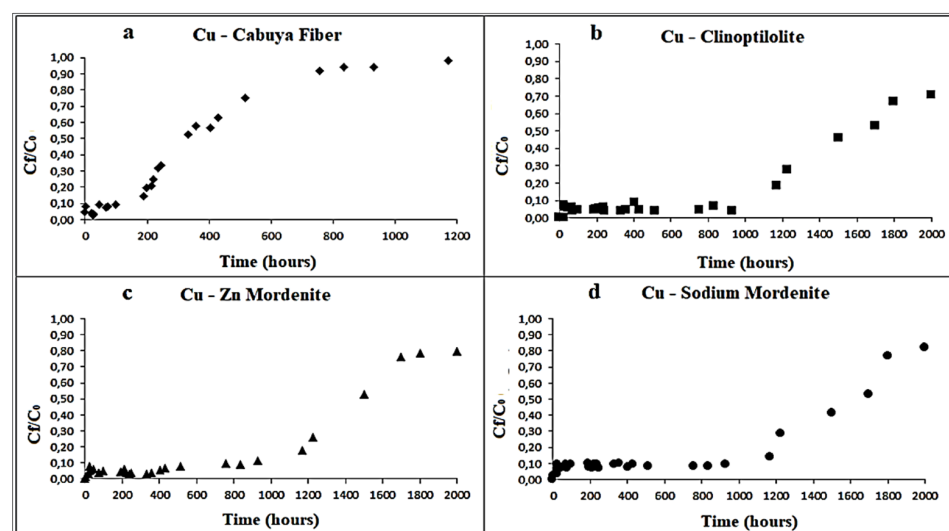 a
Cu - Cabuya Fiber
Cf/C₀
1,00
0,90
0,80
0,70
0,60
0,50
0,40
0,30
0,20
0,10
0,00
0 200 400 600 800 1000 1200
Time (hours)
b
Cu - Clinoptilolite
Cf/C₀
1,00
0,90
0,80
0,70
0,60
0,50
0,40
0,30
0,20
0,10
0,00
0 200 400 600 800 1000 1200 1400 1600 1800 2000
Time (hours)
c
Cu - Zn Mordenite
Cf/C₀
1,00
0,90
0,80
0,70
0,60
0,50
0,40
0,30
0,20
0,10
0,00
0 200 400 600 800 1000 1200 1400 1600 1800 2000
Time (hours)
d
Cu - Sodium Mordenite
Cf/C₀
1,00
0,90
0,80
0,70
0,60
0,50
0,40
0,30
0,20
0,10
0,00
0 200 400 600 800 1000 1200 1400 1600 1800 2000
Time (hours)